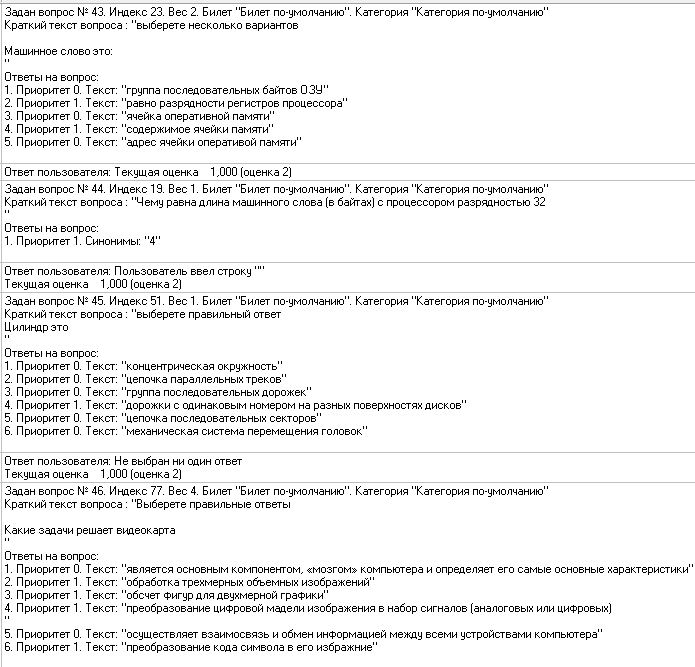 Задан вопрос № 43. Индекс 23. Вес 2. Билет "Билет по-умолчанию". Категория "Категория по-умолчанию"
Краткий текст вопроса : "выберете несколько вариантов
Машинное слово это:
"
Ответы на вопрос:
1. Приоритет 0. Текст: "группа последовательных байтов ОЗУ"
2. Приоритет 1. Текст: "равно разрядности регистров процессора"
3. Приоритет 0. Текст: "ячейка оперативной памяти"
4. Приоритет 1. Текст: "содержимое ячейки памяти"
5. Приоритет 0. Текст: "адрес ячейки оперативой памяти"
Ответ пользователя: Текущая оценка 1,000 (оценка 2)
Задан вопрос № 44. Индекс 19. Вес 1. Билет "Билет по-умолчанию". Категория "Категория по-умолчанию"
Краткий текст вопроса : "Чему равна длина машинного слова (в байтах) с процессором разрядностью 32
"
Ответы на вопрос:
1. Приоритет 1. Синонимы: "4"
Ответ пользователя: Пользователь ввел строку ""
Текущая оценка 1,000 (оценка 2)
Задан вопрос № 45. Индекс 51. Вес 1. Билет "Билет по-умолчанию". Категория "Категория по-умолчанию"
Краткий текст вопроса : "выберете правильный ответ
Цилиндр это
"
Ответы на вопрос:
1. Приоритет 0. Текст: "концентрическая окружность"
2. Приоритет 0. Текст: "цепочка параллельных треков"
3. Приоритет 0. Текст: "группа последовательных дорожек"
4. Приоритет 1. Текст: "дорожки с одинаковым номером на разных поверхностях дисков"
5. Приоритет 0. Текст: "цепочка последовательных секторов"
6. Приоритет 0. Текст: "механическая система перемещения головок"
Ответ пользователя: Не выбран ни один ответ
Текущая оценка 1,000 (оценка 2)
Задан вопрос № 46. Индекс 77. Вес 4. Билет "Билет по-умолчанию". Категория "Категория по-умолчанию"
Краткий текст вопроса : "Выберете правильные ответы
Какие задачи решает видеокарта
"
Ответы на вопрос:
1. Приоритет 0. Текст: "является основным компонентом, «мозгом» компьютера и определяет его самые основные характеристики"
2. Приоритет 1. Текст: "обработка трехмерных объемных изображений"
3. Приоритет 1. Текст: "обсчет фигур для двухмерной графики"
4. Приоритет 1. Текст: "преобразование цифровой мадели изображения в набор сигналов (аналоговых или цифровых)
"
5. Приоритет 0. Текст: "осуществляет взаимосвязь и обмен информацией между всеми устройствами компьютера"
6. Приоритет 1. Текст: "преобразование кода символа в его избражние"